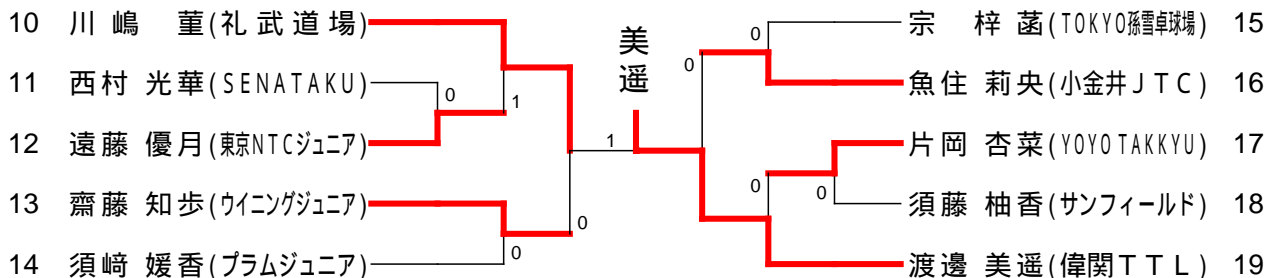 10 川嶋 菫(礼武道場)
11 西村 光華(SENATAKU)
12 遠藤 優月(東京NTCジュニア)
13 齋藤 知歩(ウイニングジュニア)
14 須﨑 媛香(プラムジュニア)
0
1
0
0
1
美遥
0
0
0
0
宗 梓菡(TOKYO孫雪卓球場) 15
魚住 莉央(小金井JTC) 16
片岡 杏菜(YOYO TAKKYU) 17
須藤 柚香(サンフィールド) 18
渡邊 美遥(偉関TTL) 19